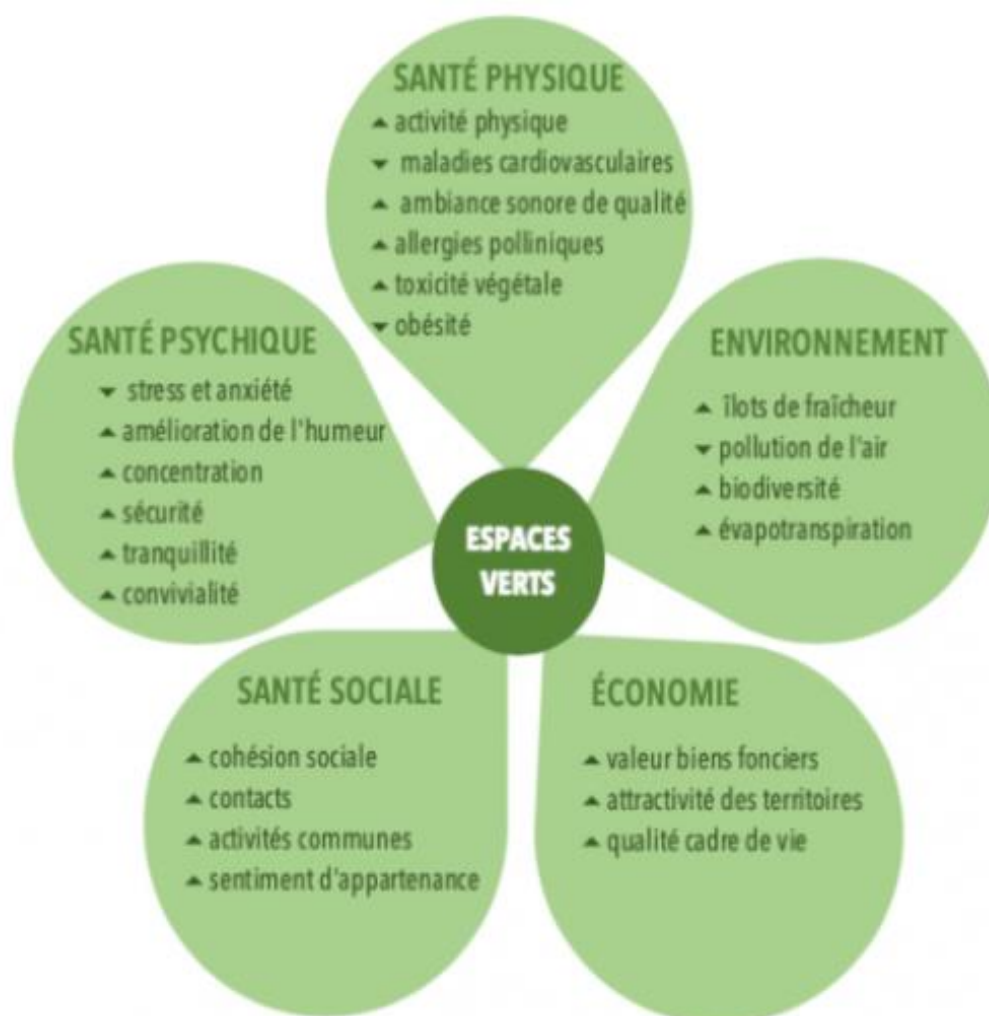 SANTÉ PHYSIQUE
▲ activité physique
▼ maladies cardiovasculaires
▲ ambiance sonore de qualité
▲ allergies polliniques
▲ toxicité végétale
▼ obésité
SANTÉ PSYCHIQUE
▼ stress et anxiété
▲ amélioration de l'humeur
▲ concentration
▲ sécurité
▲ tranquillité
▲ convivialité
ENVIRONNEMENT
▲ îlots de fraîcheur
▼ pollution de l'air
▲ biodiversité
▲ évapotranspiration
ESPACES
VERTS
SANTÉ SOCIALE
▲ cohésion sociale
▲ contacts
▲ activités communes
▲ sentiment d'appartenance
ÉCONOMIE
▲ valeur biens fonciers
▲ attractivité des territoires
▲ qualité cadre de vie